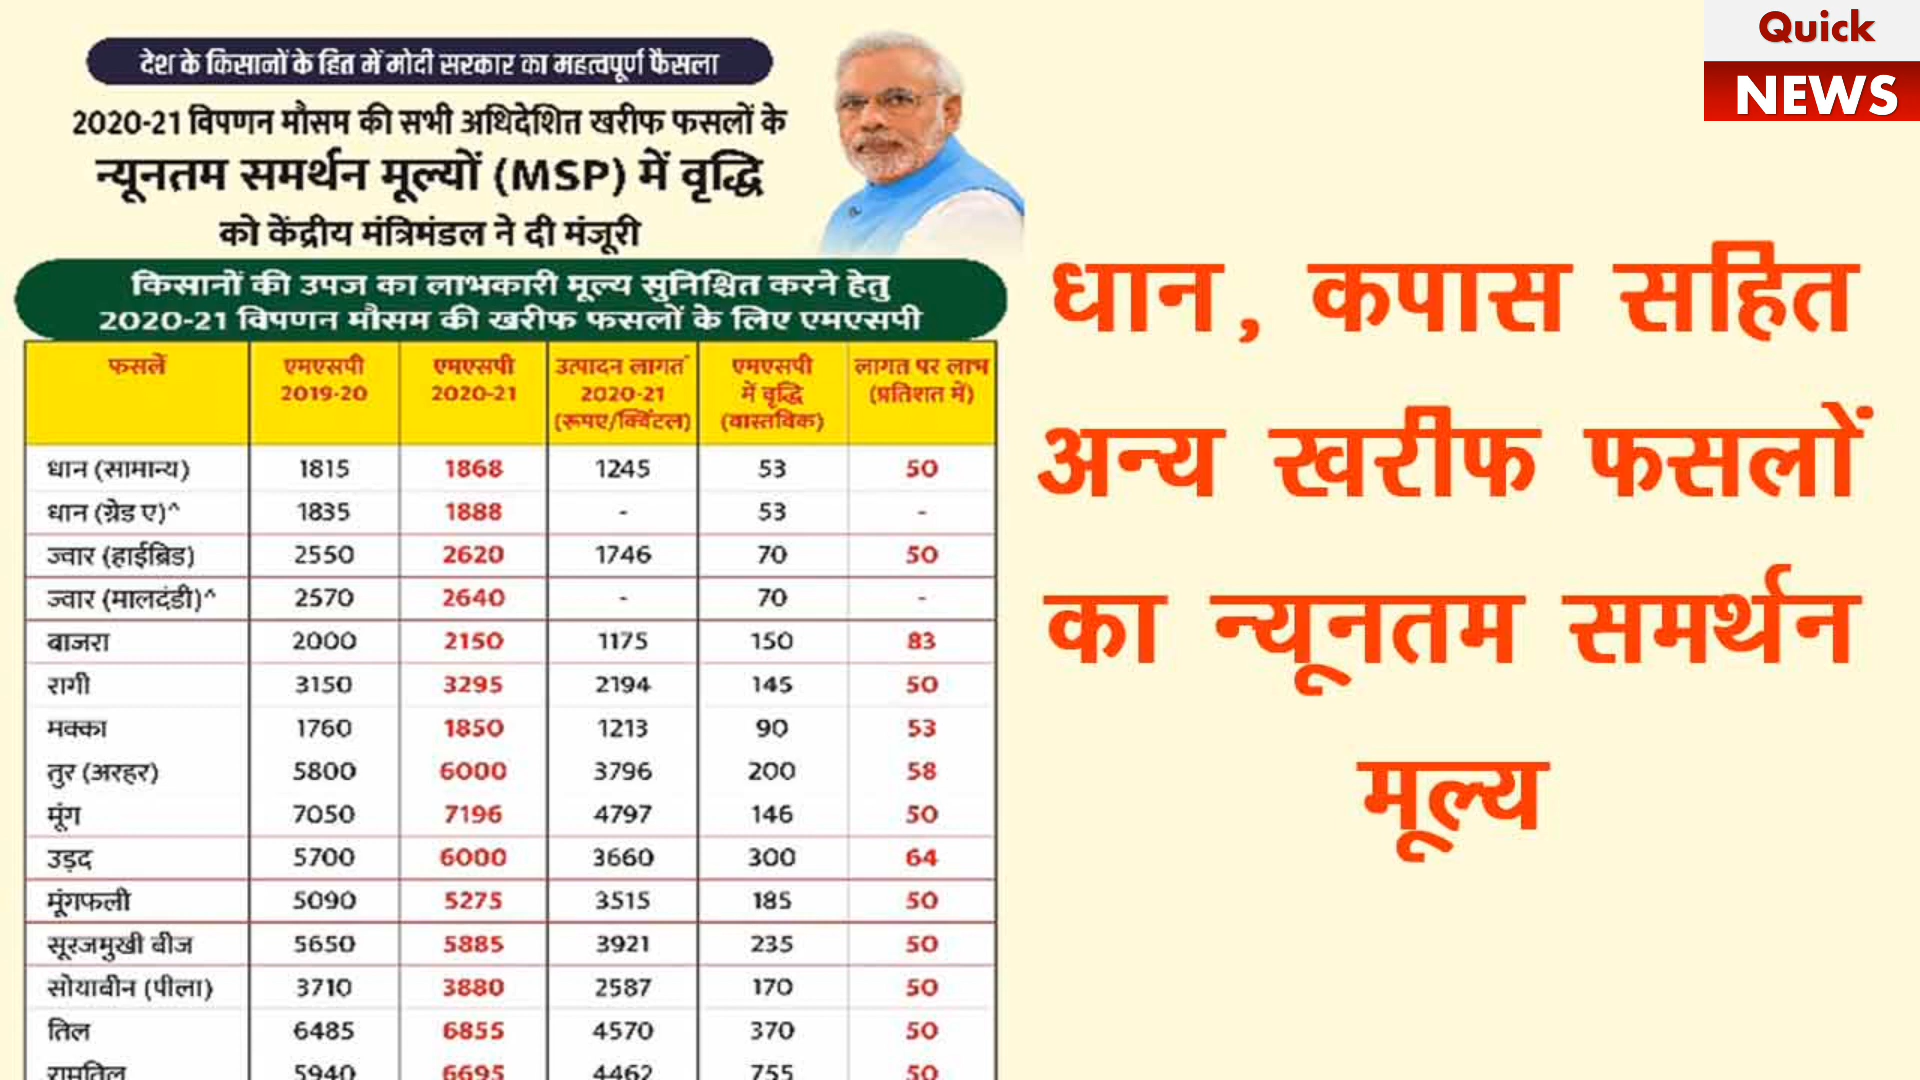 देश के किसानों के हित में मोदी सरकार का महत्वपूर्ण फैसला
2020-21 विपणन मौसम की सभी अधिदेशित खरीफ फसलों के
न्यूनतम समर्थन मूल्यों (MSP) में वृद्धि
को केंद्रीय मंत्रिमंडल ने दी मंजूरी
किसानों की उपज का लाभकारी मूल्य सुनिश्चित करने हेतु
2020-21 विपणन मौसम की खरीफ फसलों के लिए एमएसपी
फसलें एमएसपी 2019-20 एमएसपी 2020-21 उत्पादन लागत* 2020-21 (रूपए/क्विंटल) एमएसपी में वृद्धि (वास्तविक) लागत पर लाभ (प्रतिशत में)
धान (सामान्य) 1815 1868 1245 53 50
धान (ग्रेड ए)^ 1835 1888 - 53 -
ज्वार (हाईब्रिड) 2550 2620 1746 70 50
ज्वार (मालदंडी)^ 2570 2640 - 70 -
बाजरा 2000 2150 1175 150 83
रागी 3150 3295 2194 145 50
मक्का 1760 1850 1213 90 53
तुर (अरहर) 5800 6000 3796 200 58
मूंग 7050 7196 4797 146 50
उड़द 5700 6000 3660 300 64
मूंगफली 5090 5275 3515 185 50
सूरजमुखी बीज 5650 5885 3921 235 50
सोयाबीन (पीला) 3710 3880 2587 170 50
तिल 6485 6855 4570 370 50
रामतिल 5940 6695 4462 755 50
Quick
NEWS
धान, कपास सहित
अन्य खरीफ फसलों
का न्यूनतम समर्थन
मूल्य